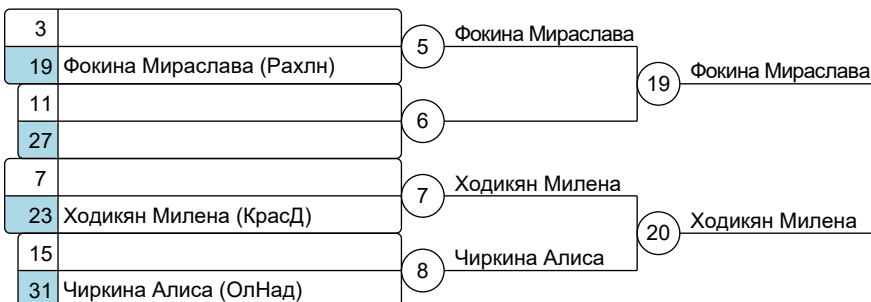 3
5
Фокина Мираслава
19 Фокина Мираслава (Рахлн)
19
Фокина Мираслава
11
6
27
7
7
Ходикян Милена
23 Ходикян Милена (КрасД)
20
Ходикян Милена
15
8
Чиркина Алиса
31 Чиркина Алиса (ОлНад)